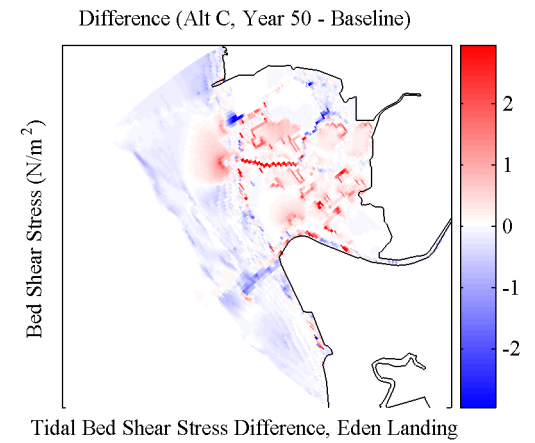 Difference (Alt C, Year 50 - Baseline)
Bed Shear Stress (N/m²)
2
1
0
-1
-2
Tidal Bed Shear Stress Difference, Eden Landing